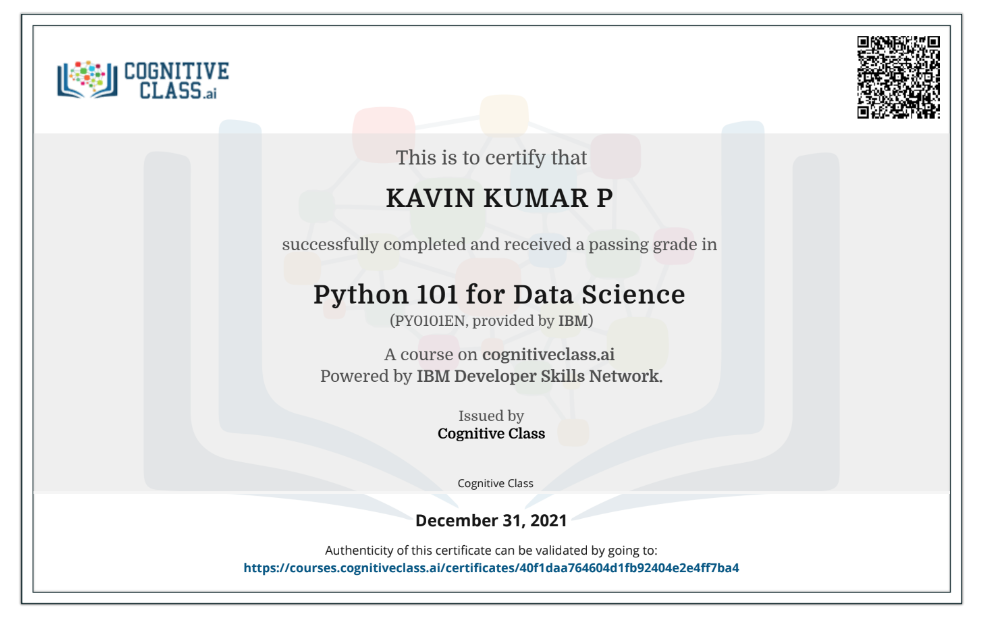 COGNITIVE
CLASS.ai
This is to certify that
KAVIN KUMAR P
successfully completed and received a passing grade in
Python 101 for Data Science
(PY0101EN, provided by IBM)
A course on cognitiveclass.ai
Powered by IBM Developer Skills Network.
Issued by
Cognitive Class
Cognitive Class
December 31, 2021
Authenticity of this certificate can be validated by going to:
https://courses.cognitiveclass.ai/certificates/40f1daa764604d1fb92404e2e4ff7ba4